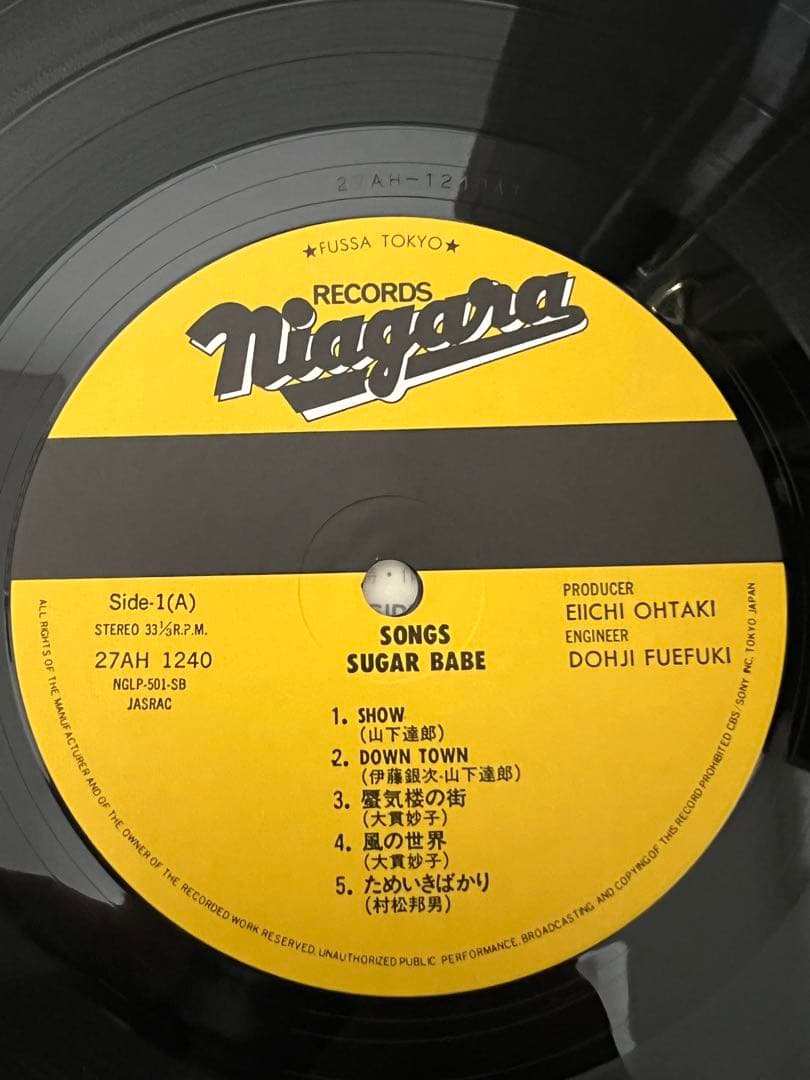 27AH-1240A1
★FUSSA TOKYO★
RECORDS
Niagara
Side-1(A)
STEREO 33⅓R.P.M.
27AH 1240
NGLP-501-SB
JASRAC
PRODUCER
EIICHI OHTAKI
ENGINEER
DOHJI FUEFUKI
SONGS
SUGAR BABE
1. SHOW
(山下達郎)
2. DOWN TOWN
(伊藤銀次·山下達郎)
3. 蜃気楼の街
(大貫妙子)
4. 風の世界
(大貫妙子)
5. ためいきばかり
(村松邦男)
ALL RIGHTS OF THE MANUFACTURER AND OF THE OWNER OF THE RECORDED WORK RESERVED. UNAUTHORIZED PUBLIC PERFORMANCE, BROADCASTING AND COPYING OF THIS RECORD PROHIBITED CBS/SONY INC. TOKYO JAPAN